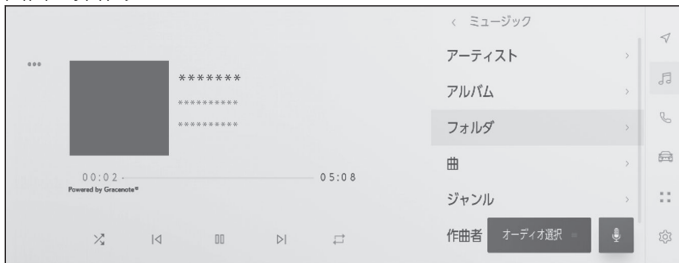 ミュージック
アーティスト
アルバム
フォルダ
曲
ジャンル
作曲者
オーディオ選択
*******
**********
**********
00:02
05:08
Powered by Gracenote®